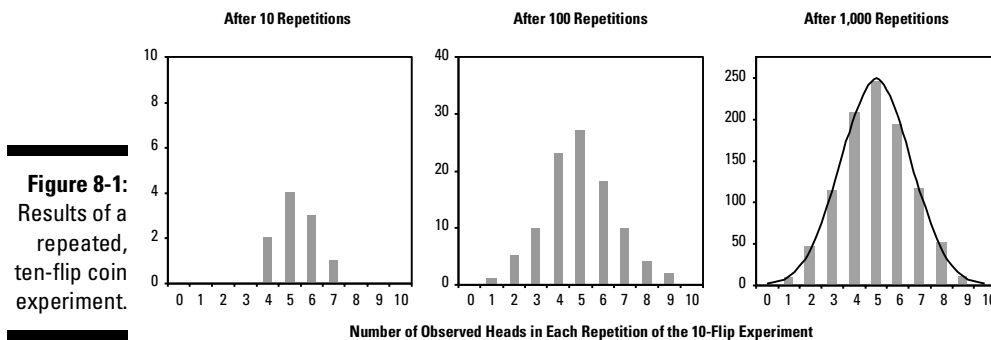 After 10 Repetitions
10
8
6
4
2
0
0 1 2 3 4 5 6 7 8 9 10
After 100 Repetitions
40
30
20
10
0
0 1 2 3 4 5 6 7 8 9 10
After 1,000 Repetitions
250
200
150
100
50
0
0 1 2 3 4 5 6 7 8 9 10
Number of Observed Heads in Each Repetition of the 10-Flip Experiment
Figure 8-1:
Results of a
repeated,
ten-flip coin
experiment.